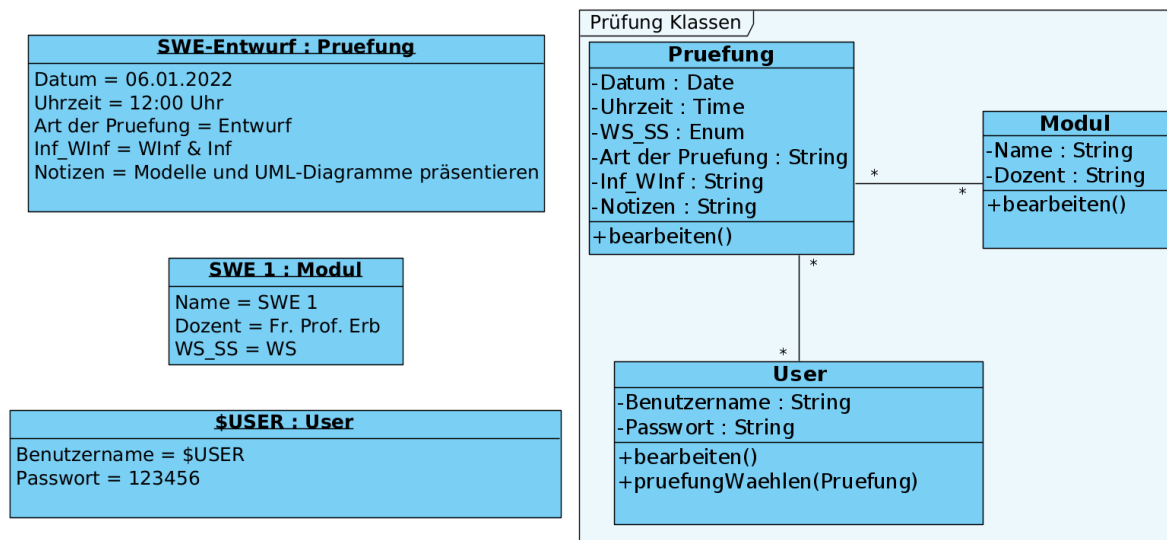 SWE-Entwurf : Pruefung
Datum = 06.01.2022
Uhrzeit = 12:00 Uhr
Art der Pruefung = Entwurf
Inf_WInf = WInf & Inf
Notizen = Modelle und UML-Diagramme präsentieren
SWE 1 : Modul
Name = SWE 1
Dozent = Fr. Prof. Erb
WS_SS = WS
$USER : User
Benutzername = $USER
Passwort = 123456
Prüfung Klassen
Pruefung
-Datum : Date
-Uhrzeit : Time
-WS_SS : Enum
-Art der Pruefung : String
-Inf_WInf : String
-Notizen : String
+bearbeiten()
*
*
Modul
-Name : String
-Dozent : String
+bearbeiten()
*
*
User
-Benutzername : String
-Passwort : String
+bearbeiten()
+pruefungWaehlen(Pruefung)